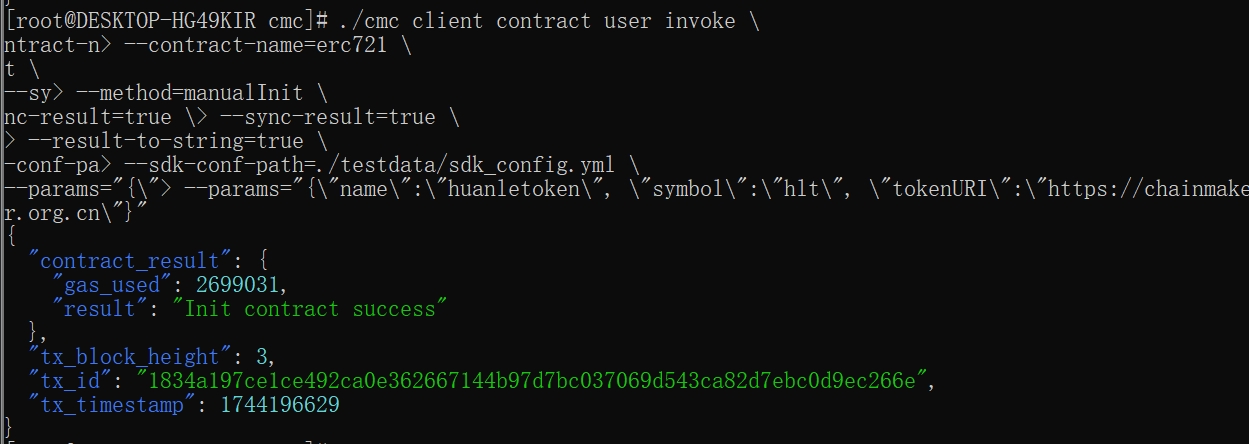 [root@DESKTOP-HG49KIR cmc]# ./cmc client contract user invoke \
ntract-n> --contract-name=erc721 \
t \
--sy> --method=manualInit \
nc-result=true \> --sync-result=true \
> --result-to-string=true \
-conf-pa> --sdk-conf-path=./testdata/sdk_config.yml \
--params="{\"> --params="{\"name\":\"huanletoken\", \"symbol\":\"hlt\", \"tokenURI\":\"https://chainmake
r.org.cn\"}"
{
  "contract_result": {
    "gas_used": 2699031,
    "result": "Init contract success"
  },
  "tx_block_height": 3,
  "tx_id": "1834a197ce1ce492ca0e362667144b97d7bc037069d543ca82d7ebc0d9ec266e",
  "tx_timestamp": 1744196629
}